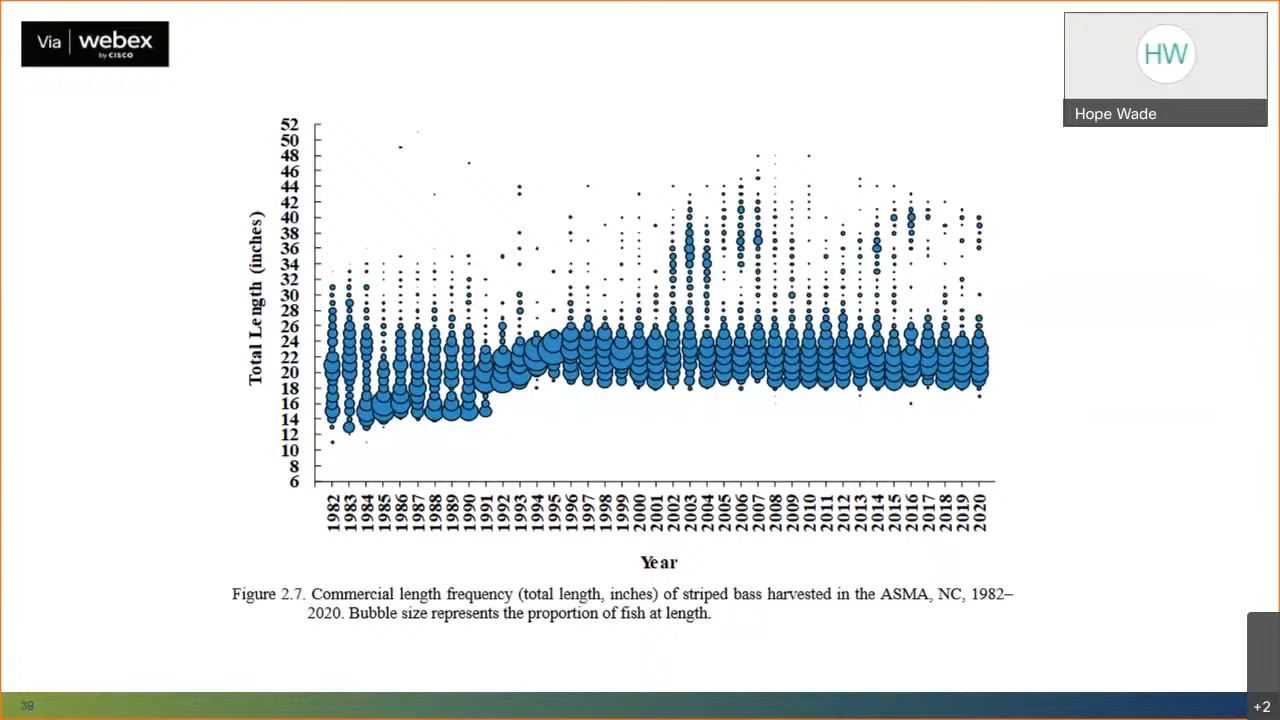 Via webex
by CISCO
HW
Hope Wade
52
50
48
46
44
42
40
38
36
34
32
30
28
26
24
22
20
18
16
14
12
10
8
6
Total Length (inches)
1982 1983 1984 1985 1986 1987 1988 1989 1990 1991 1992 1993 1994 1995 1996 1997 1998 1999 2000 2001 2002 2003 2004 2005 2006 2007 2008 2009 2010 2011 2012 2013 2014 2015 2016 2017 2018 2019 2020
Year
Figure 2.7. Commercial length frequency (total length, inches) of striped bass harvested in the ASMA, NC, 1982–
2020. Bubble size represents the proportion of fish at length.
39
+2